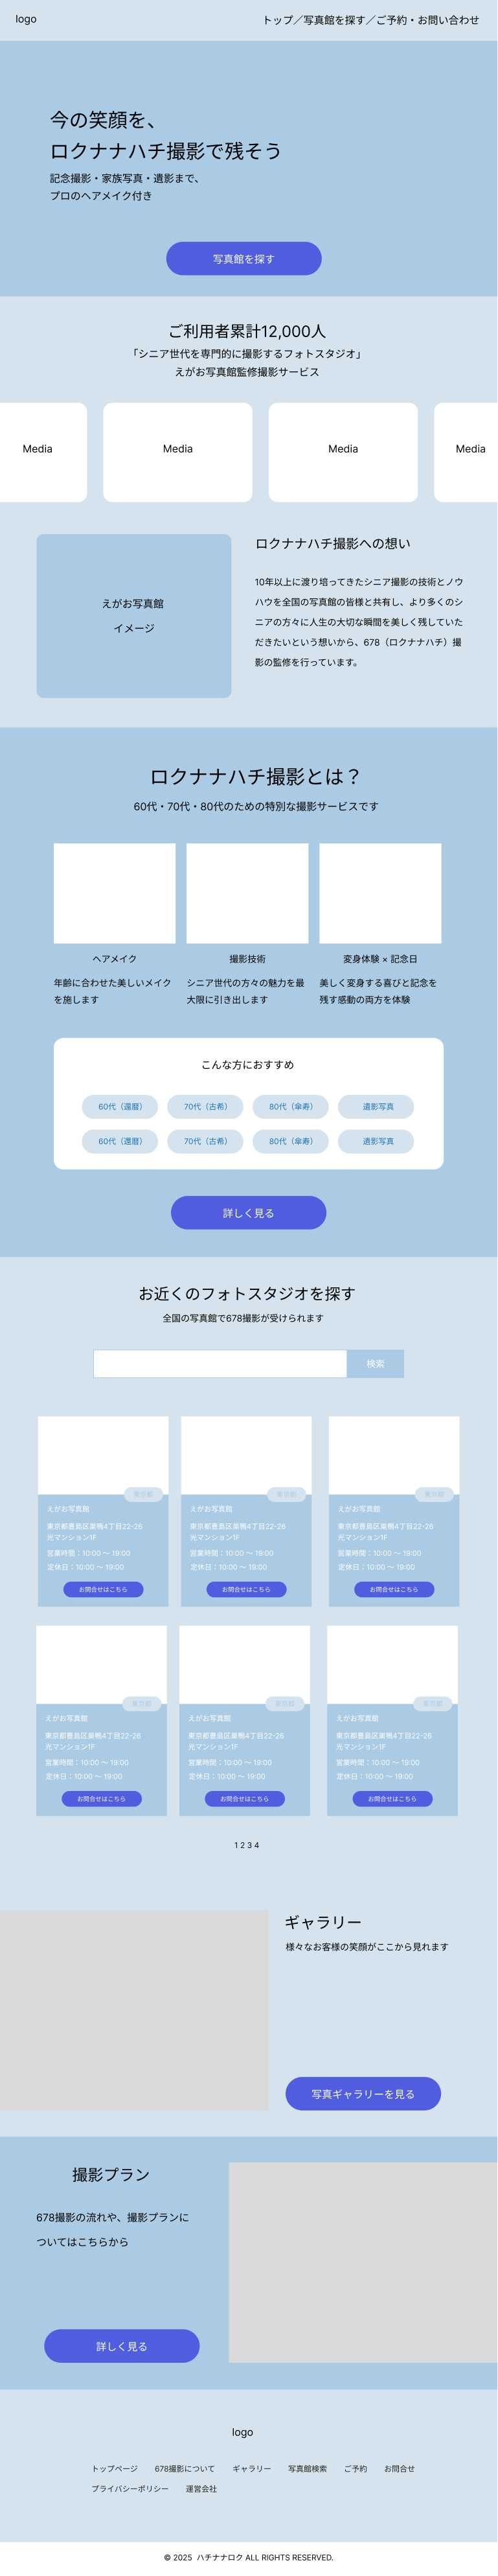 logo
トップ／写真館を探す／ご予約・お問い合わせ
今の笑顔を、
ロクナナハチ撮影で残そう
記念撮影・家族写真・遺影まで、
プロのヘアメイク付き
写真館を探す
ご利用者累計12,000人
「シニア世代を専門的に撮影するフォトスタジオ」
えがお写真館監修撮影サービス
Media
Media
Media
Media
えがお写真館
イメージ
ロクナナハチ撮影への想い
10年以上に渡り培ってきたシニア撮影の技術とノウ
ハウを全国の写真館の皆様と共有し、より多くのシ
ニアの方々に人生の大切な瞬間を美しく残していた
だきたいという想いから、678（ロクナナハチ）撮
影の監修を行っています。
ロクナナハチ撮影とは？
60代・70代・80代のための特別な撮影サービスです
ヘアメイク
年齢に合わせた美しいメイク
を施します
撮影技術
シニア世代の方々の魅力を最
大限に引き出します
変身体験 × 記念日
美しく変身する喜びと記念を
残す感動の両方を体験
こんな方におすすめ
60代（還暦）
70代（古希）
80代（傘寿）
遺影写真
60代（還暦）
70代（古希）
80代（傘寿）
遺影写真
詳しく見る
お近くのフォトスタジオを探す
全国の写真館で678撮影が受けられます
検索
東京都
えがお写真館
東京都豊島区巣鴨4丁目22-26
光マンション1F
営業時間：10:00 〜 19:00
定休日：10:00 〜 19:00
お問合せはこちら
東京都
えがお写真館
東京都豊島区巣鴨4丁目22-26
光マンション1F
営業時間：10:00 〜 19:00
定休日：10:00 〜 19:00
お問合せはこちら
東京都
えがお写真館
東京都豊島区巣鴨4丁目22-26
光マンション1F
営業時間：10:00 〜 19:00
定休日：10:00 〜 19:00
お問合せはこちら
東京都
えがお写真館
東京都豊島区巣鴨4丁目22-26
光マンション1F
営業時間：10:00 〜 19:00
定休日：10:00 〜 19:00
お問合せはこちら
東京都
えがお写真館
東京都豊島区巣鴨4丁目22-26
光マンション1F
営業時間：10:00 〜 19:00
定休日：10:00 〜 19:00
お問合せはこちら
東京都
えがお写真館
東京都豊島区巣鴨4丁目22-26
光マンション1F
営業時間：10:00 〜 19:00
定休日：10:00 〜 19:00
お問合せはこちら
1 2 3 4
ギャラリー
様々なお客様の笑顔がここから見れます
写真ギャラリーを見る
撮影プラン
678撮影の流れや、撮影プランに
ついてはこちらから
詳しく見る
logo
トップページ 678撮影について ギャラリー 写真館検索 ご予約 お問合せ
プライバシーポリシー 運営会社
© 2025 ハチナナロク ALL RIGHTS RESERVED.